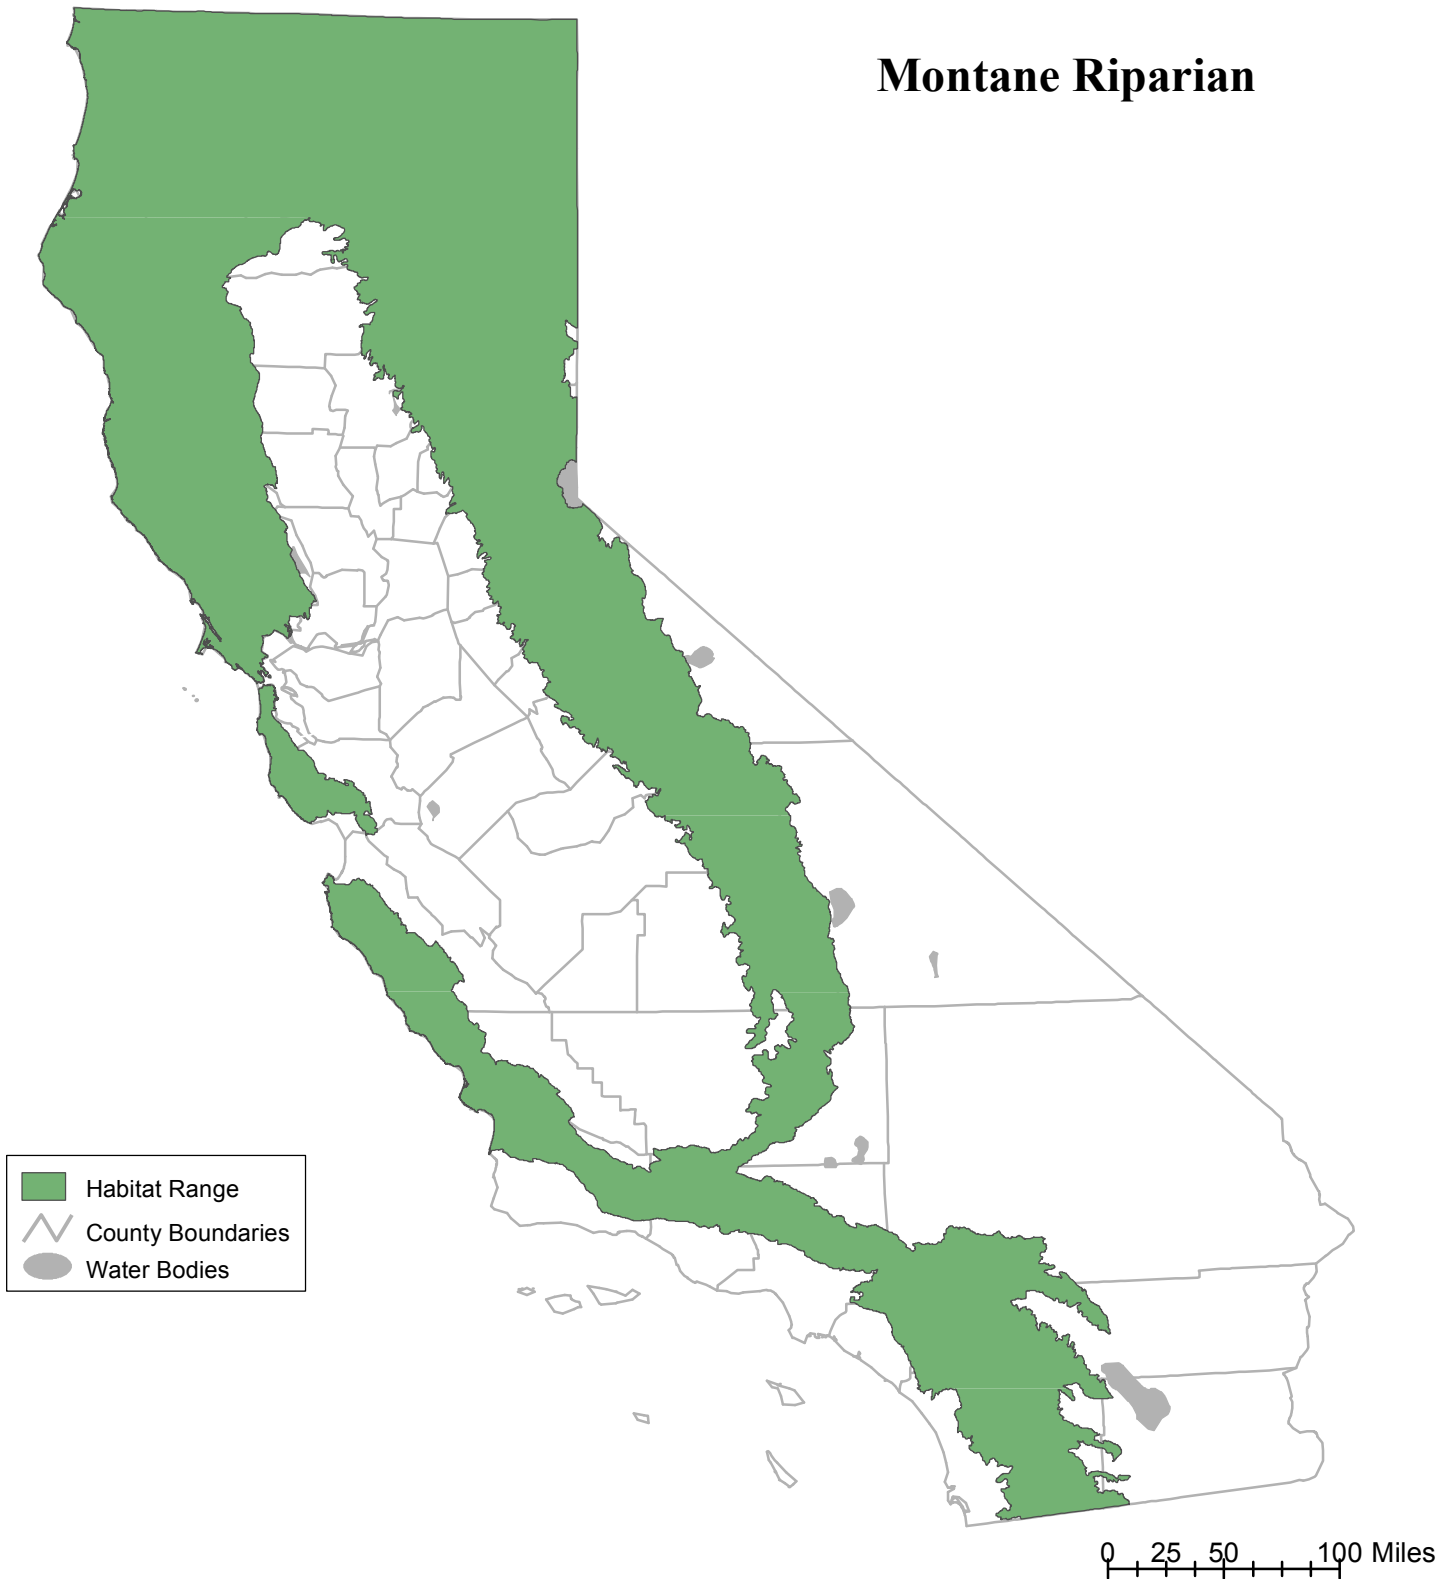 Montane Riparian
Habitat Range
County Boundaries
Water Bodies
0 25 50 100 Miles